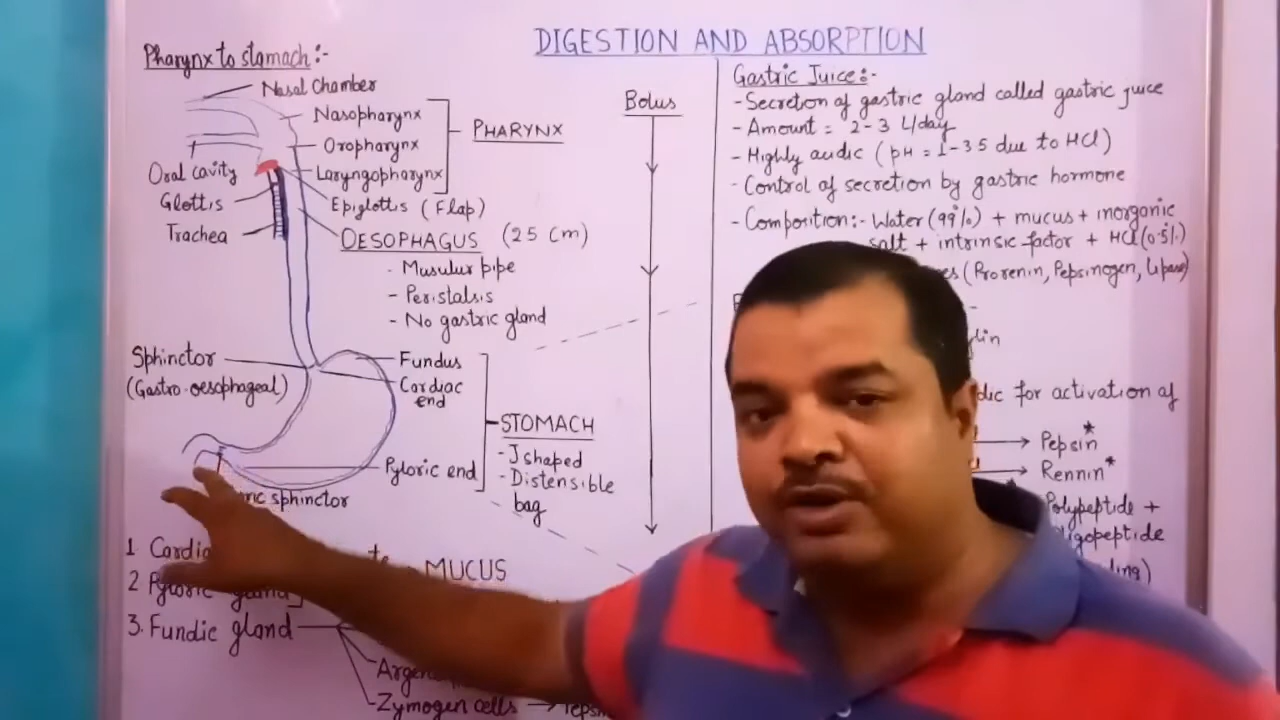 DIGESTION AND ABSORPTION
Pharynx to stomach:-
Nasal Chamber
Nasopharynx
Oropharynx
Laryngopharynx
PHARYNX
Oral cavity
Glottis
Trachea
Epiglottis (Flap)
OESOPHAGUS (25 cm)
- Musulur pipe
- Peristalsis
- No gastric gland
Sphinctor
(Gastro-oesophageal)
Fundus
Cardiac
end
Pyloric end
STOMACH
- J shaped
- Distensible
bag
sphinctor
1 Cardia
MUCUS
2 Pyloric gland
3. Fundic gland
Zymogen cells →
Bolus
Gastric Juice:-
- Secretion of gastric gland called gastric juice
- Amount = 2-3 L/day
- Highly acidic (pH = 1-3.5 due to HCl)
- Control of secretion by gastric hormone
- Composition:- Water (99%) + mucus + inorganic
salt + intrinsic factor + HCl (0.5%)
(Prorenin, Pepsinogen, Lipase)
for activation of
→ Pepsin*
→ Rennin*
Polypeptide +